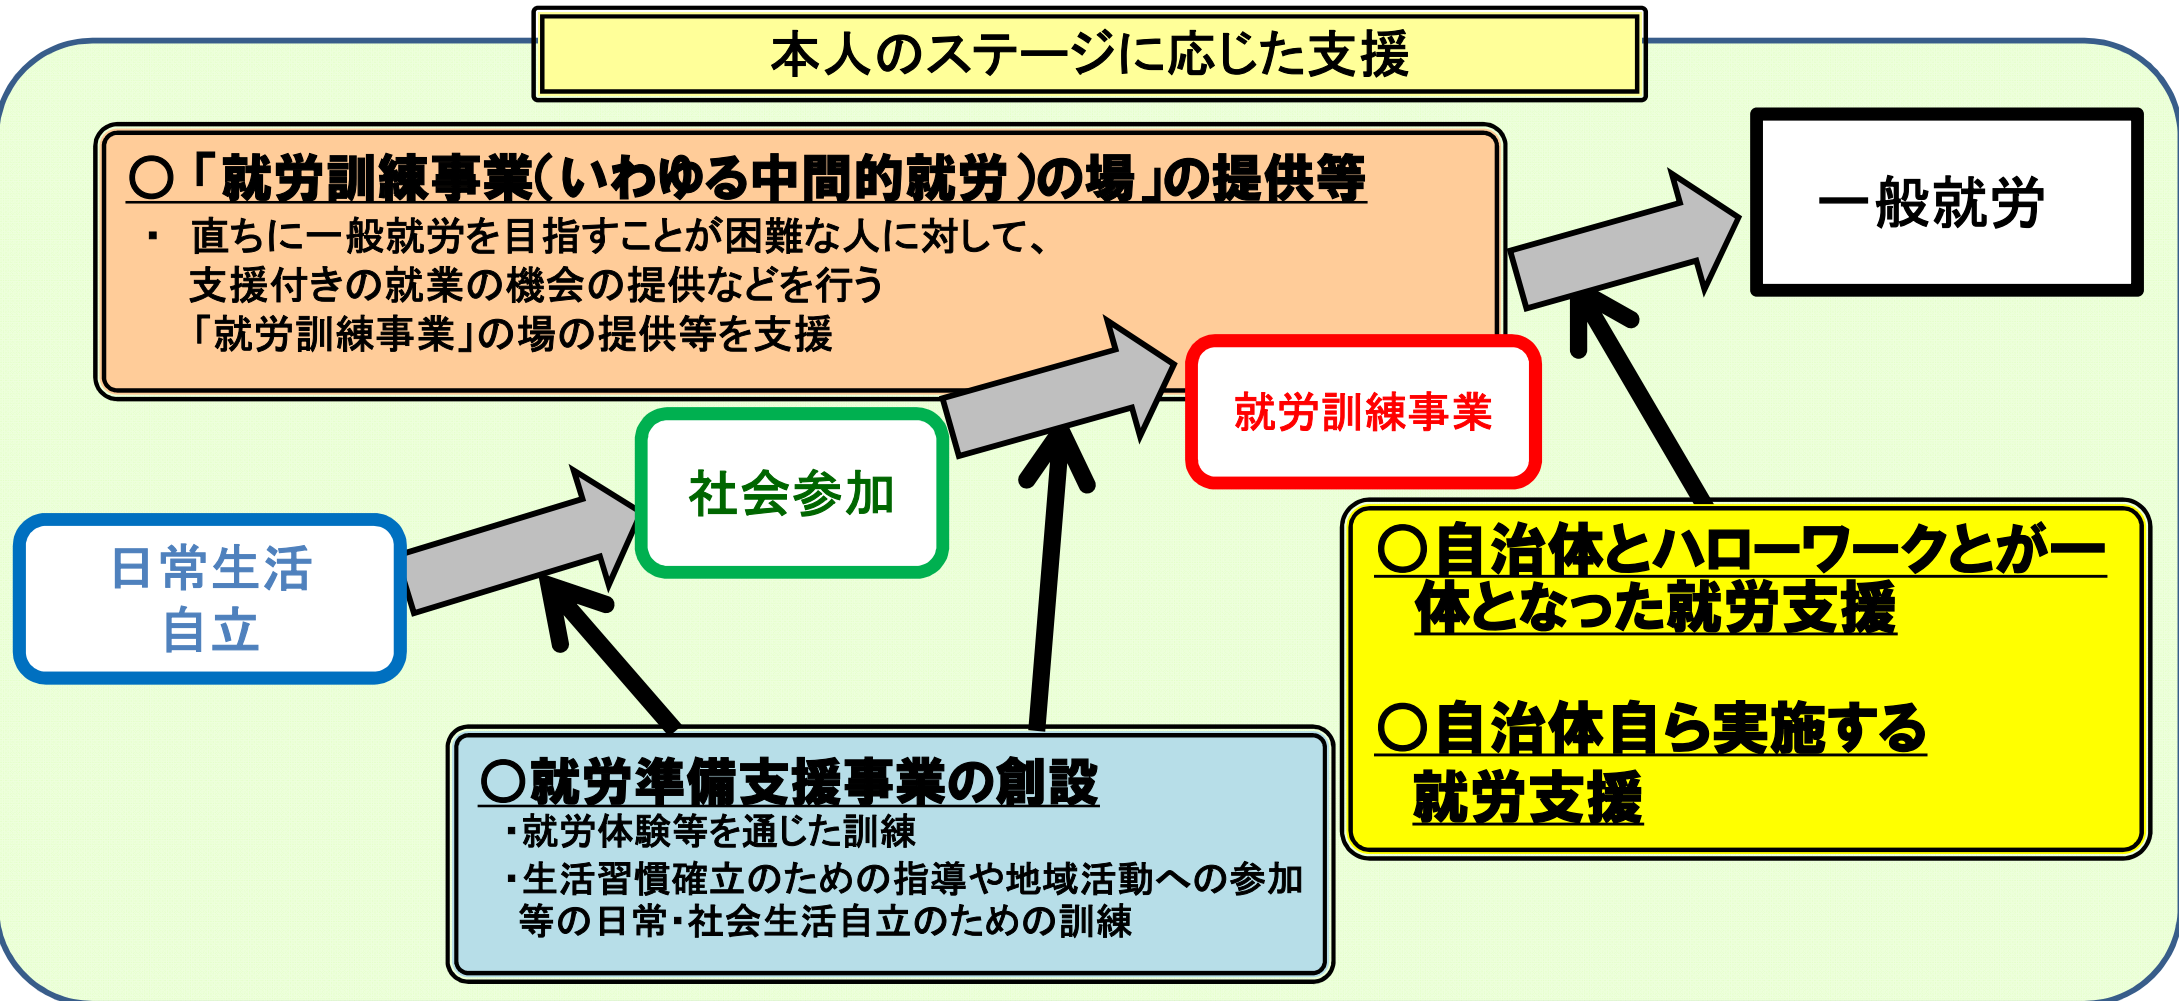 本人のステージに応じた支援
○「就労訓練事業(いわゆる中間的就労)の場」の提供等
・ 直ちに一般就労を目指すことが困難な人に対して、
支援付きの就業の機会の提供などを行う
「就労訓練事業」の場の提供等を支援
一般就労
就労訓練事業
社会参加
日常生活
自立
○自治体とハローワークとが一
体となった就労支援
○自治体自ら実施する
就労支援
○就労準備支援事業の創設
・就労体験等を通じた訓練
・生活習慣確立のための指導や地域活動への参加
等の日常・社会生活自立のための訓練